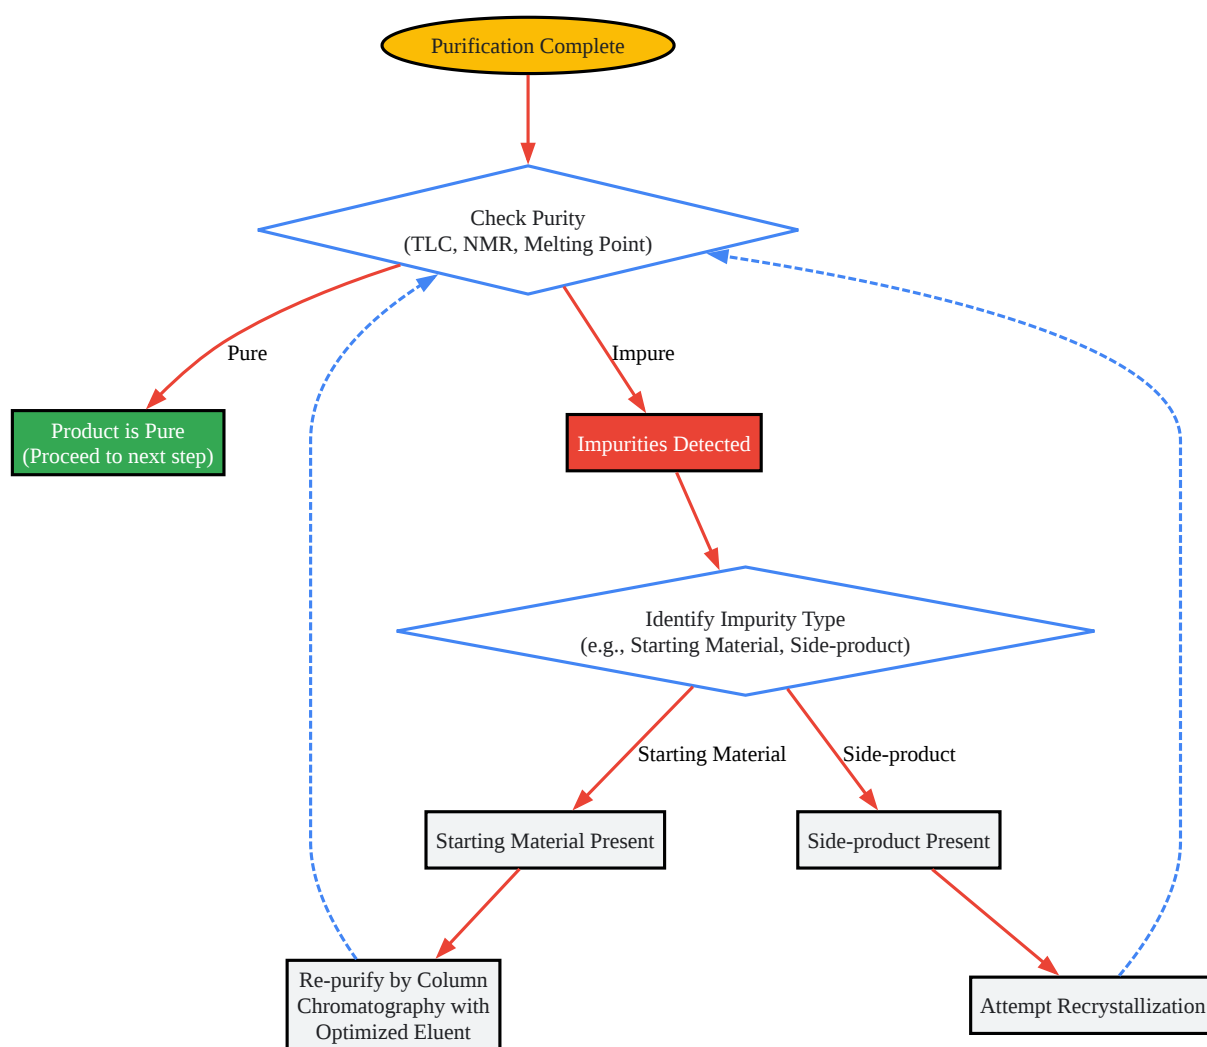 Purification Complete
Check Purity
(TLC, NMR, Melting Point)
Pure
Impure
Product is Pure
(Proceed to next step)
Impurities Detected
Identify Impurity Type
(e.g., Starting Material, Side-product)
Starting Material
Side-product
Starting Material Present
Side-product Present
Re-purify by Column
Chromatography with
Optimized Eluent
Attempt Recrystallization